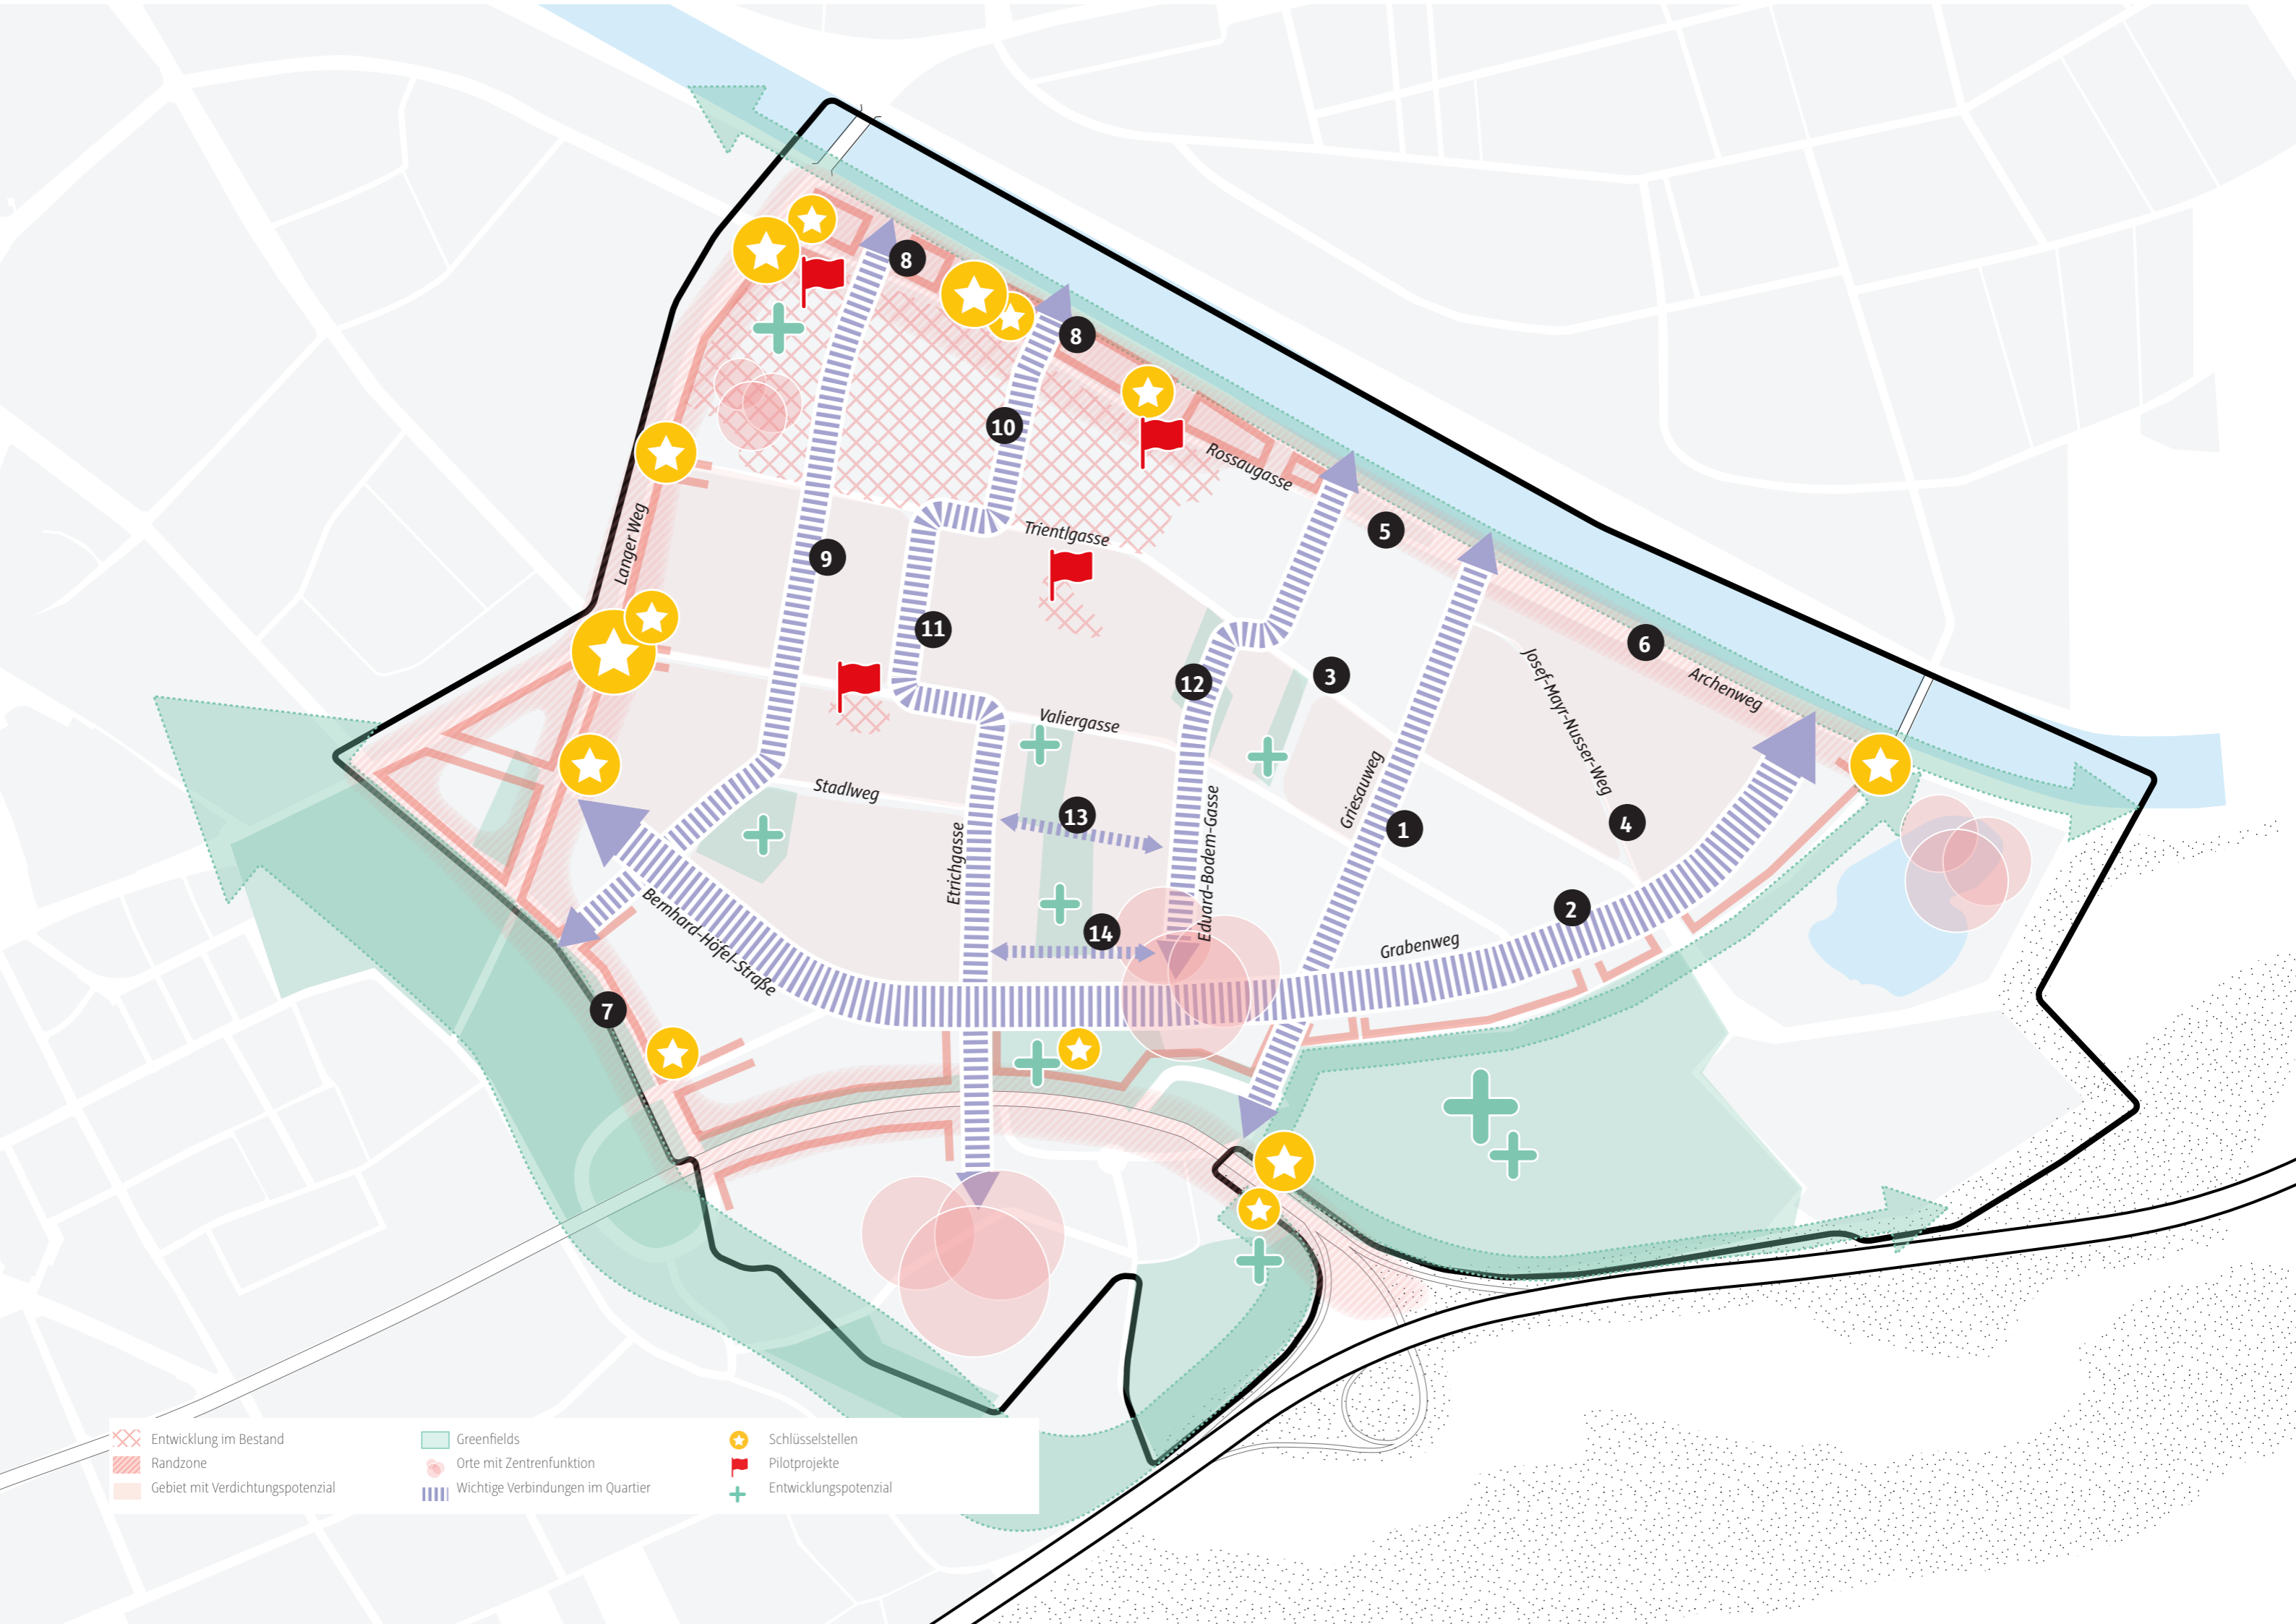 8
8
10
Rossaugasse
5
Trientlgasse
Langer Weg
9
11
12
3
6
Archenweg
Josef-Mayr-Nusser-Weg
Valiergasse
Stadlweg
13
Griesauweg
1
4
Etrichgasse
Eduard-Bodem-Gasse
14
2
Grabenweg
Bernhard-Höfel-Straße
7
Entwicklung im Bestand
Randzone
Gebiet mit Verdichtungspotenzial
Greenfields
Orte mit Zentrenfunktion
Wichtige Verbindungen im Quartier
Schlüsselstellen
Pilotprojekte
Entwicklungspotenzial